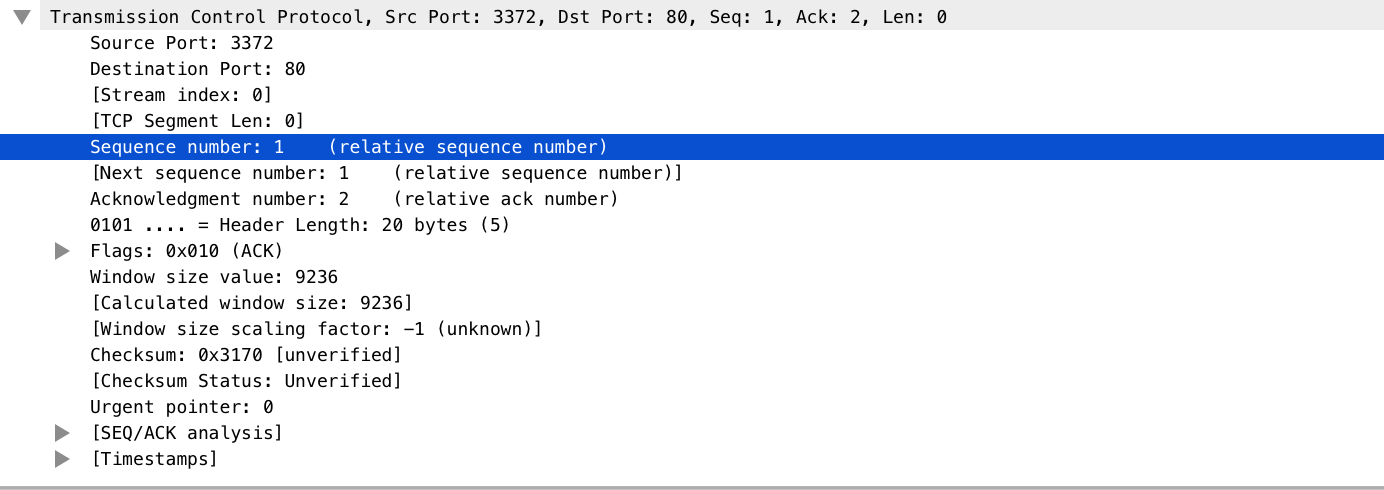 Transmission Control Protocol, Src Port: 3372, Dst Port: 80, Seq: 1, Ack: 2, Len: 0
Source Port: 3372
Destination Port: 80
[Stream index: 0]
[TCP Segment Len: 0]
Sequence number: 1    (relative sequence number)
[Next sequence number: 1    (relative sequence number)]
Acknowledgment number: 2    (relative ack number)
0101 .... = Header Length: 20 bytes (5)
Flags: 0x010 (ACK)
Window size value: 9236
[Calculated window size: 9236]
[Window size scaling factor: -1 (unknown)]
Checksum: 0x3170 [unverified]
[Checksum Status: Unverified]
Urgent pointer: 0
[SEQ/ACK analysis]
[Timestamps]